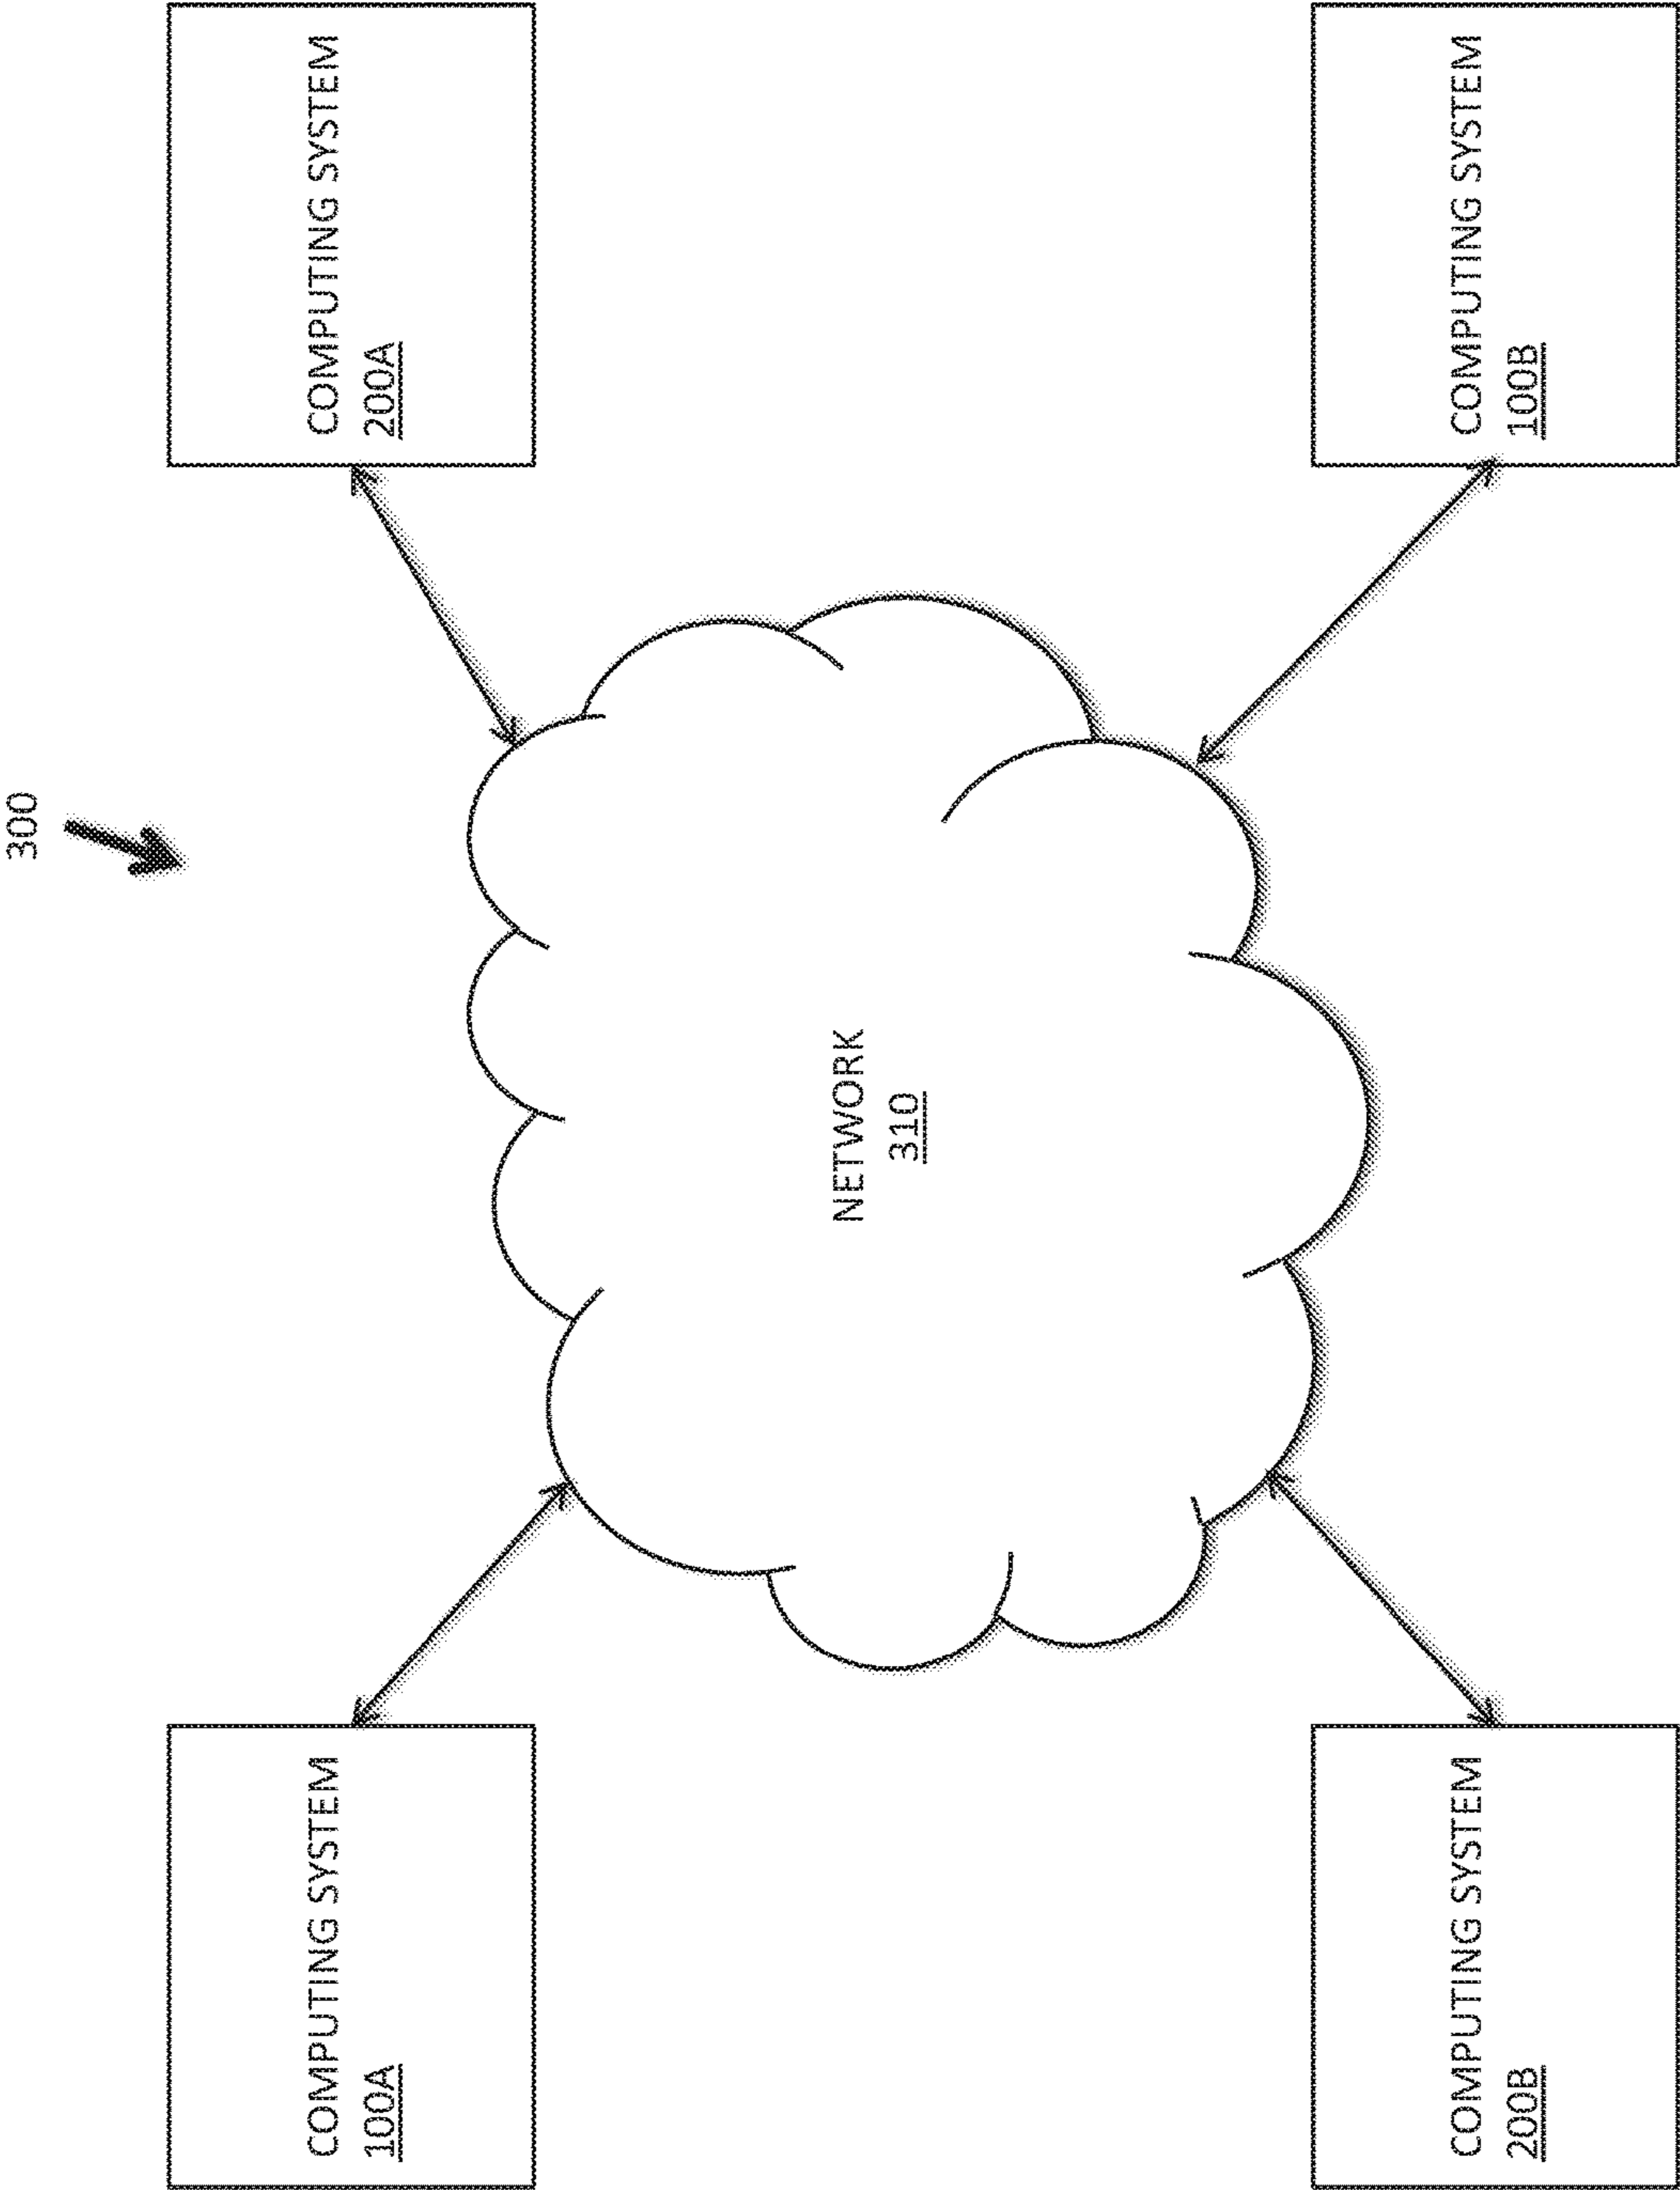 300
COMPUTING SYSTEM
100A
COMPUTING SYSTEM
200A
NETWORK
310
COMPUTING SYSTEM
200B
COMPUTING SYSTEM
100B